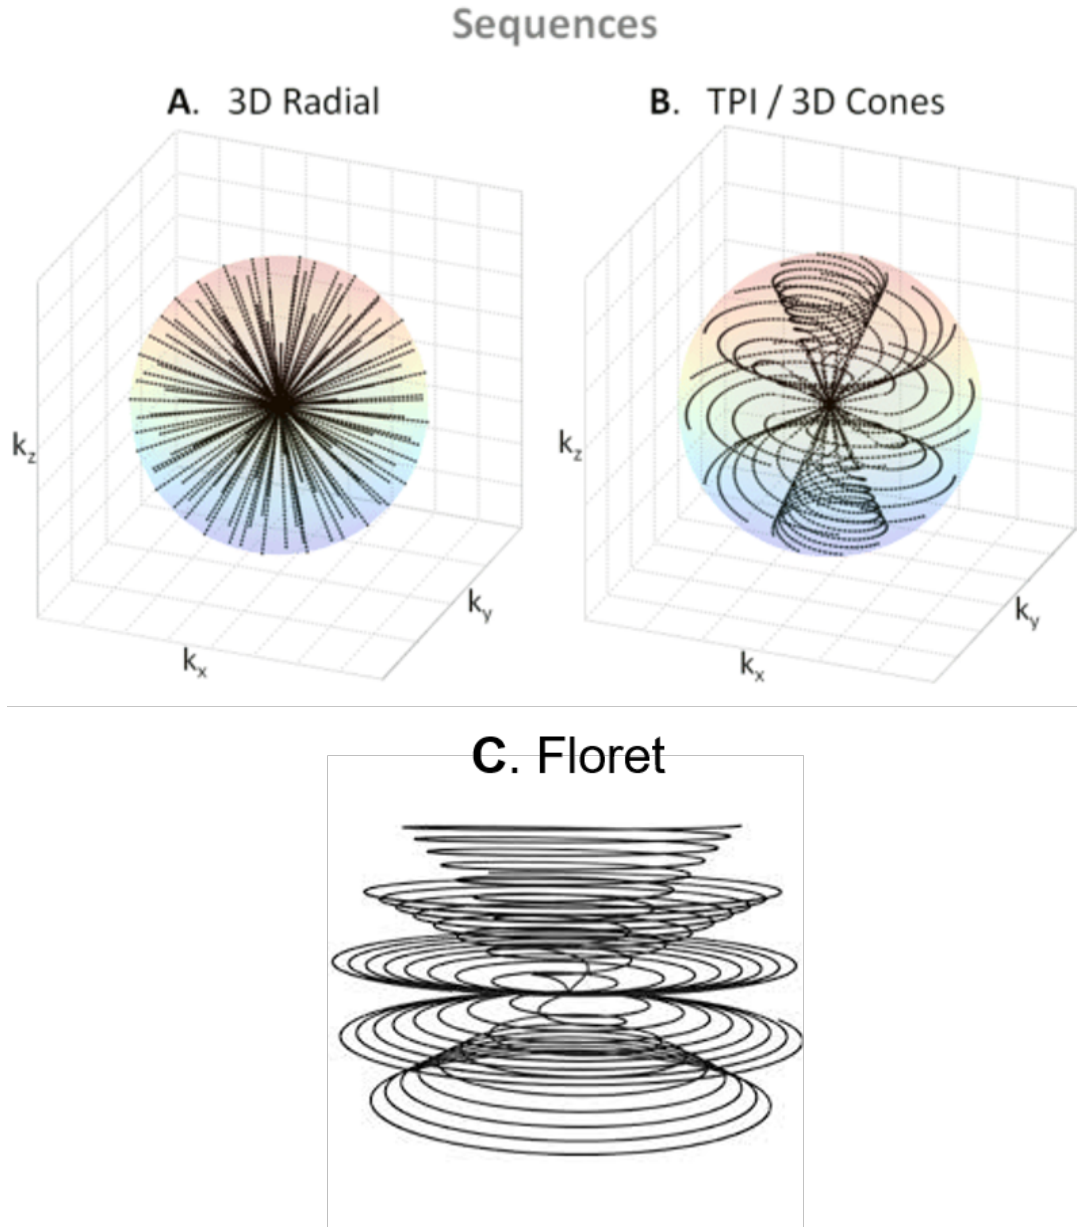 Sequences
A. 3D Radial
B. TPI / 3D Cones
kz
ky
kx
kz
ky
kx
C. Floret